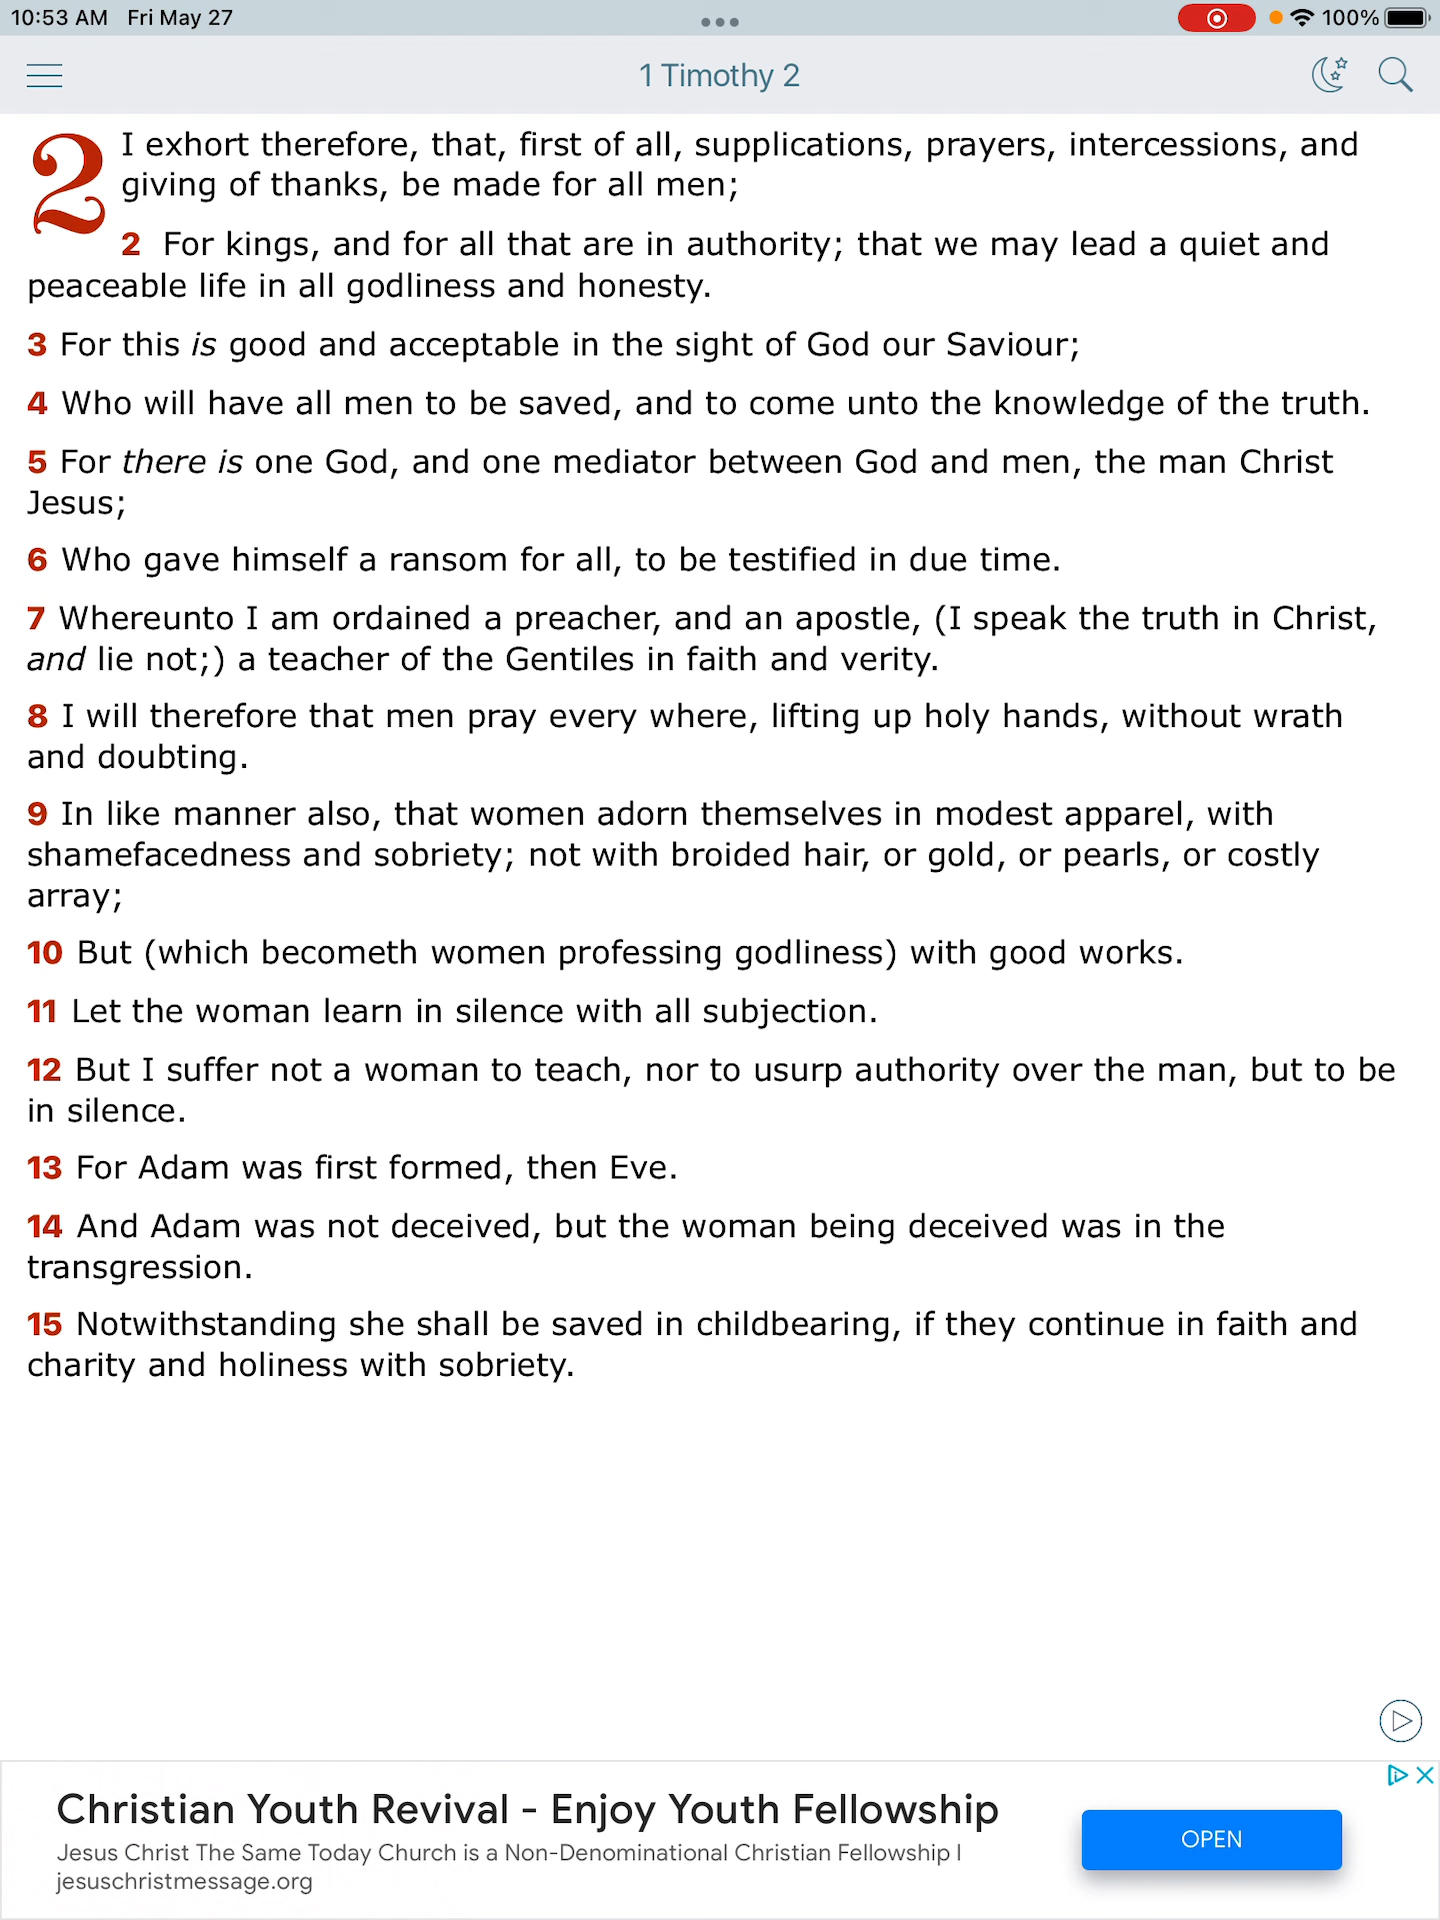 10:53 AM Fri May 27
100%
1 Timothy 2
2 I exhort therefore, that, first of all, supplications, prayers, intercessions, and
giving of thanks, be made for all men;
2 For kings, and for all that are in authority; that we may lead a quiet and
peaceable life in all godliness and honesty.
3 For this is good and acceptable in the sight of God our Saviour;
4 Who will have all men to be saved, and to come unto the knowledge of the truth.
5 For there is one God, and one mediator between God and men, the man Christ
Jesus;
6 Who gave himself a ransom for all, to be testified in due time.
7 Whereunto I am ordained a preacher, and an apostle, (I speak the truth in Christ,
and lie not;) a teacher of the Gentiles in faith and verity.
8 I will therefore that men pray every where, lifting up holy hands, without wrath
and doubting.
9 In like manner also, that women adorn themselves in modest apparel, with
shamefacedness and sobriety; not with broided hair, or gold, or pearls, or costly
array;
10 But (which becometh women professing godliness) with good works.
11 Let the woman learn in silence with all subjection.
12 But I suffer not a woman to teach, nor to usurp authority over the man, but to be
in silence.
13 For Adam was first formed, then Eve.
14 And Adam was not deceived, but the woman being deceived was in the
transgression.
15 Notwithstanding she shall be saved in childbearing, if they continue in faith and
charity and holiness with sobriety.
Christian Youth Revival - Enjoy Youth Fellowship
Jesus Christ The Same Today Church is a Non-Denominational Christian Fellowship |
jesuschristmessage.org
OPEN